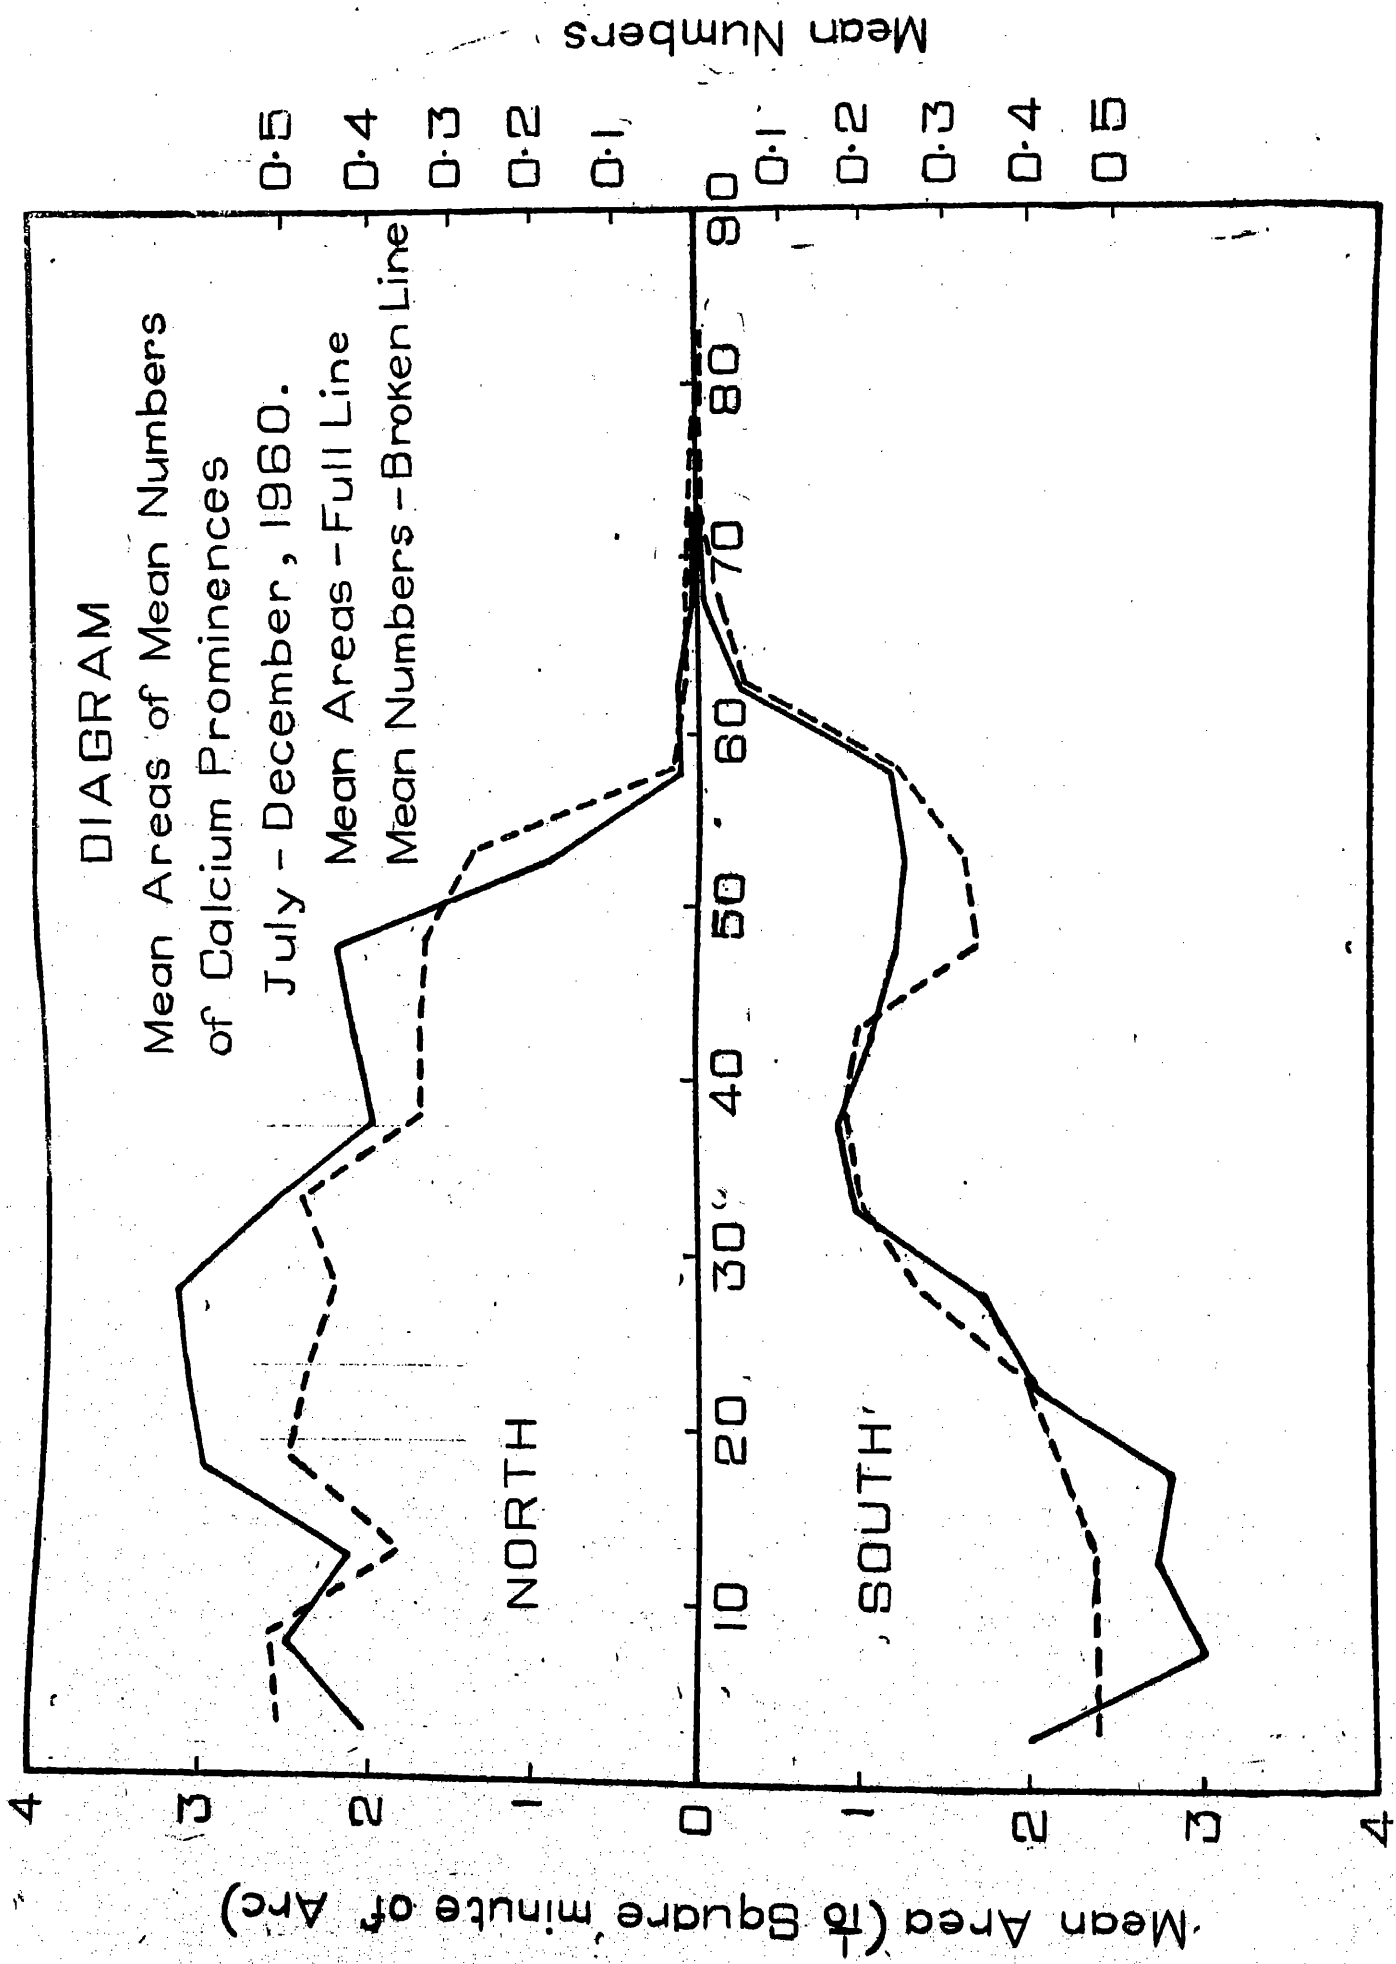 DIAGRAM
Mean Areas of Mean Numbers
of Calcium Prominences
July - December, 1960.
Mean Areas - Full Line
Mean Numbers - Broken Line
NORTH
SOUTH
Mean Area (1/10 Square minute of Arc)
4
3
2
1
0
1
2
3
4
10
20
30
40
50
60
70
80
90
0.5
0.4
0.3
0.2
0.1
0.1
0.2
0.3
0.4
0.5
Mean Numbers